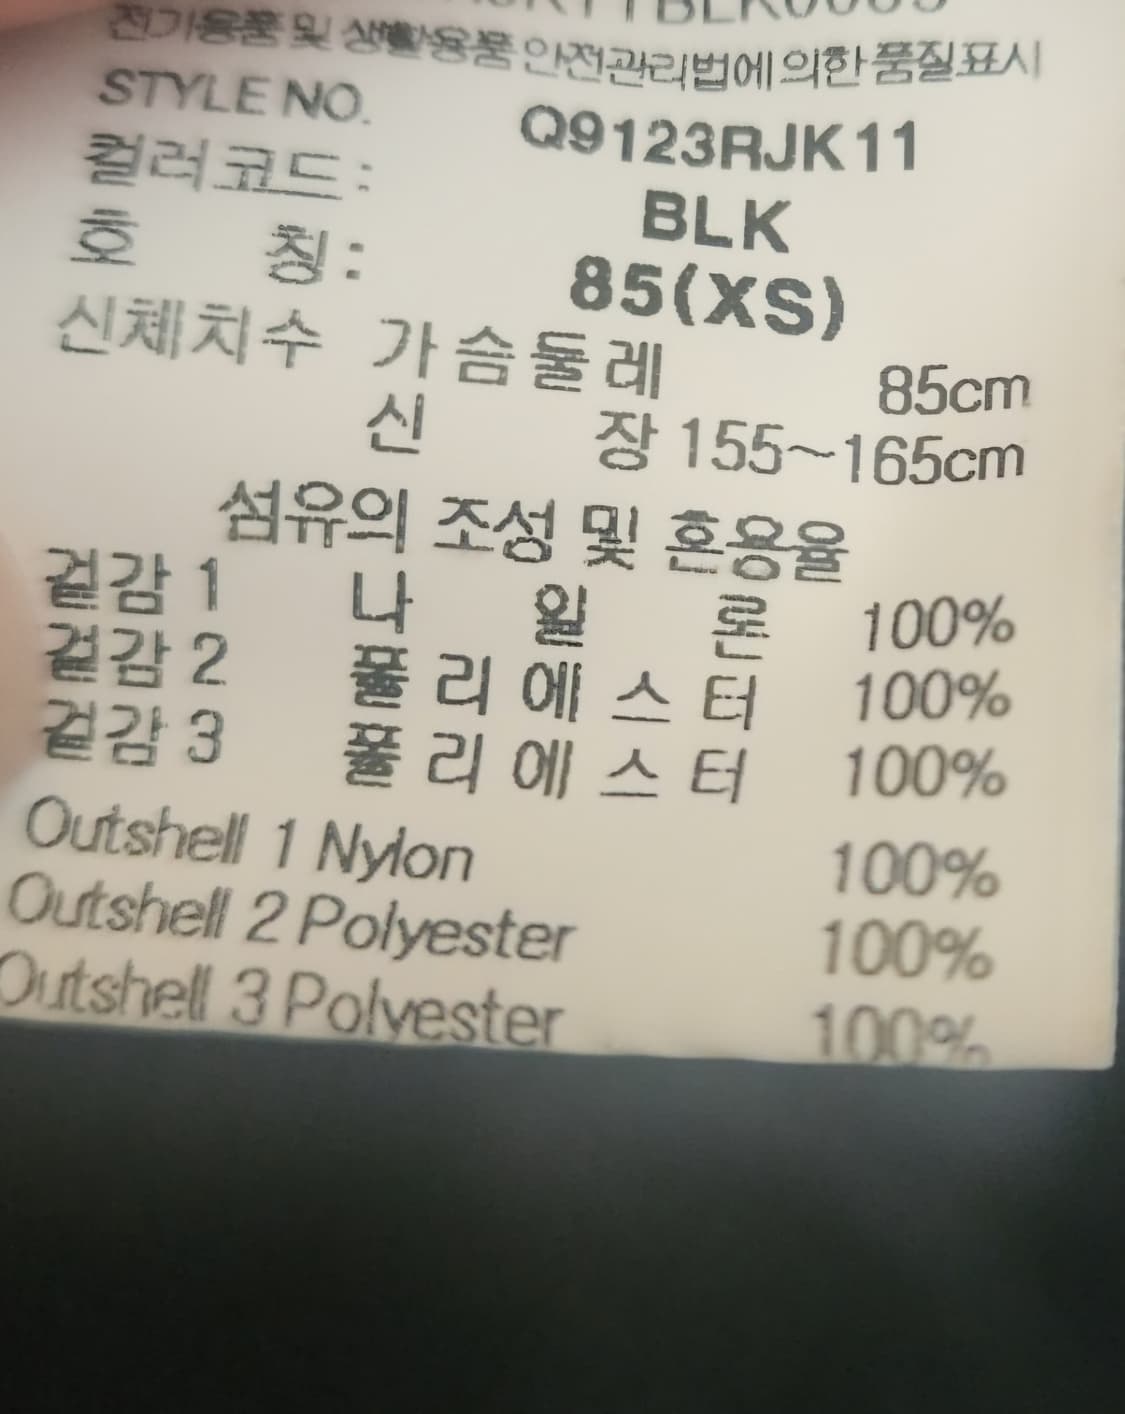 전기용품 및 생활용품 안전관리법에 의한 품질표시
STYLE NO. Q9123RJK11
컬러코드 : BLK
호 칭 : 85(XS)
신체치수 가슴둘레 85cm
신 장 155~165cm
섬유의 조성 및 혼용율
겉감 1 나 일 론 100%
겉감 2 폴 리 에 스 터 100%
겉감 3 폴 리 에 스 터 100%
Outshell 1 Nylon 100%
Outshell 2 Polyester 100%
Outshell 3 Polyester 100%